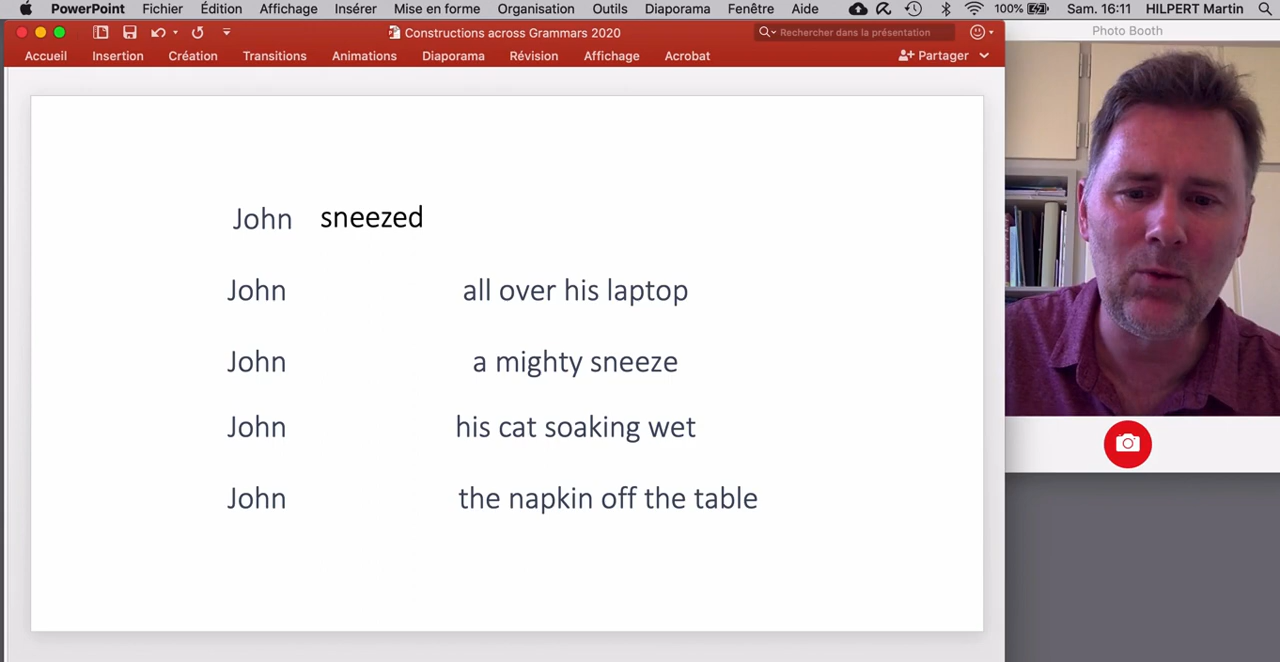 PowerPoint Fichier Édition Affichage Insérer Mise en forme Organisation Outils Diaporama Fenêtre Aide 100% Sam. 16:11 HILPERT Martin
Constructions across Grammars 2020 Rechercher dans la présentation
Photo Booth
Accueil Insertion Création Transitions Animations Diaporama Révision Affichage Acrobat Partager
John sneezed
John all over his laptop
John a mighty sneeze
John his cat soaking wet
John the napkin off the table